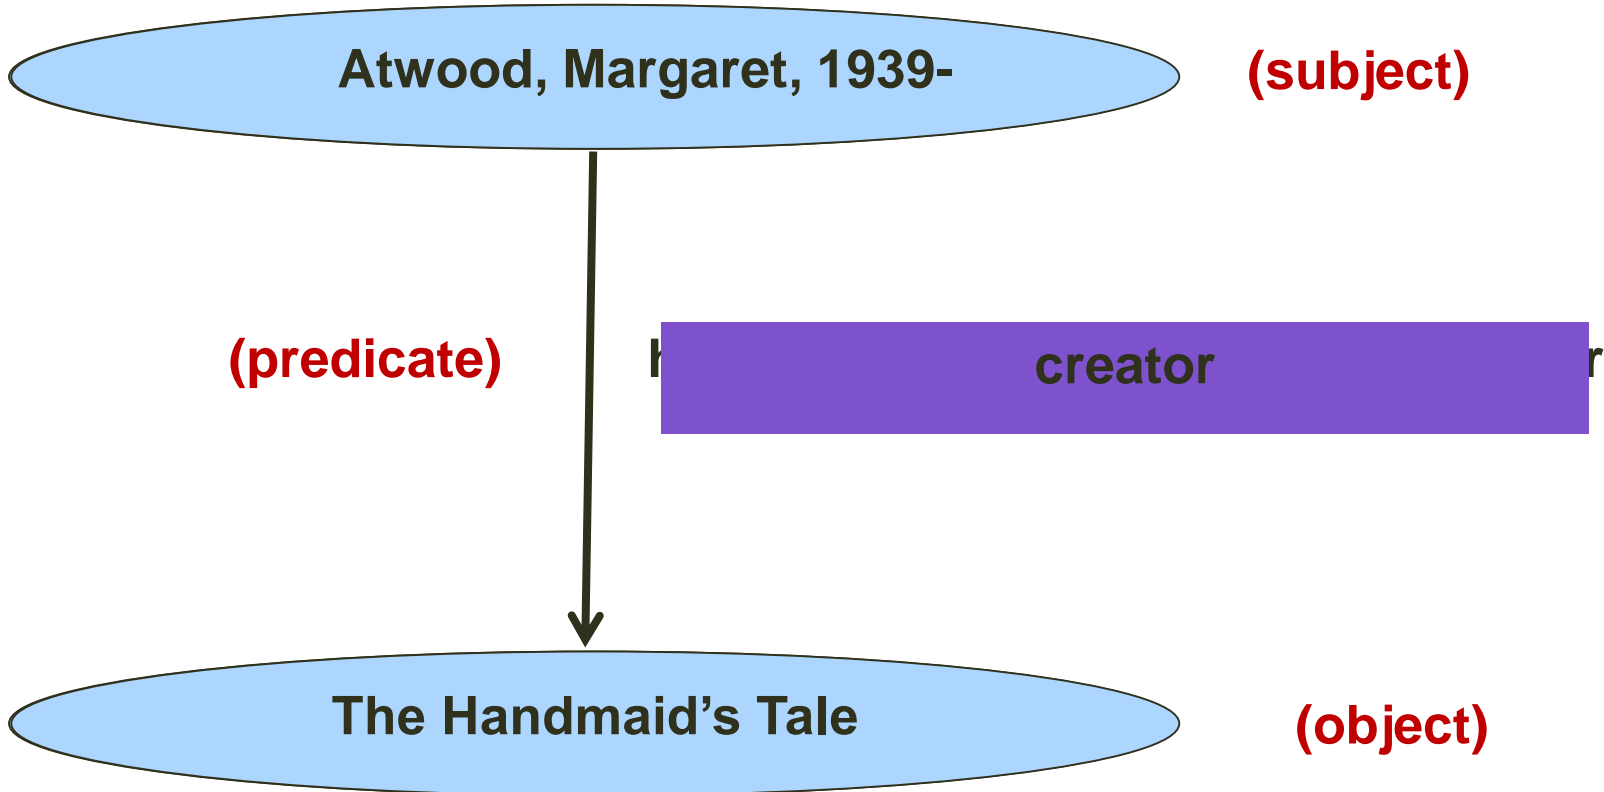 Atwood, Margaret, 1939- (subject)
(predicate) creator
The Handmaid’s Tale (object)